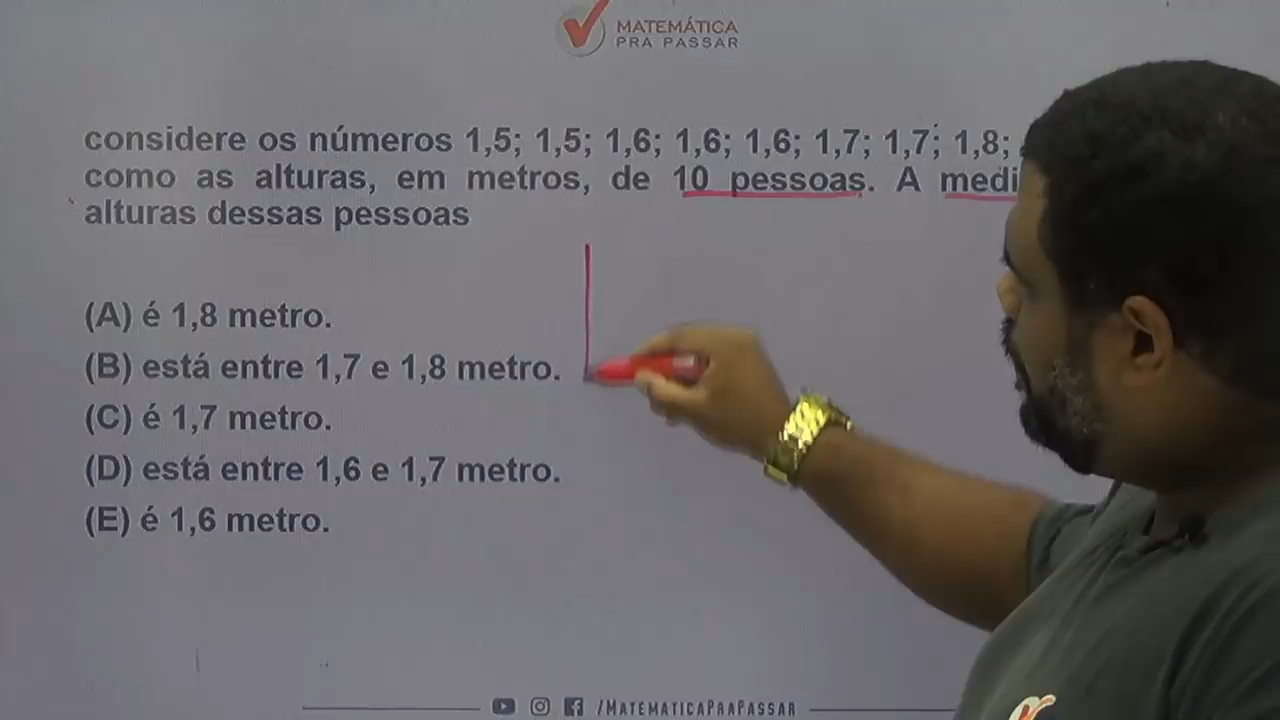 MATEMÁTICA
PRA PASSAR
considere os números 1,5; 1,5; 1,6; 1,6; 1,6; 1,7; 1,7; 1,8;
como as alturas, em metros, de 10 pessoas. A
alturas dessas pessoas
(A) é 1,8 metro.
(B) está entre 1,7 e 1,8 metro.
(C) é 1,7 metro.
(D) está entre 1,6 e 1,7 metro.
(E) é 1,6 metro.
/MATEMATICAPRAPASSAR